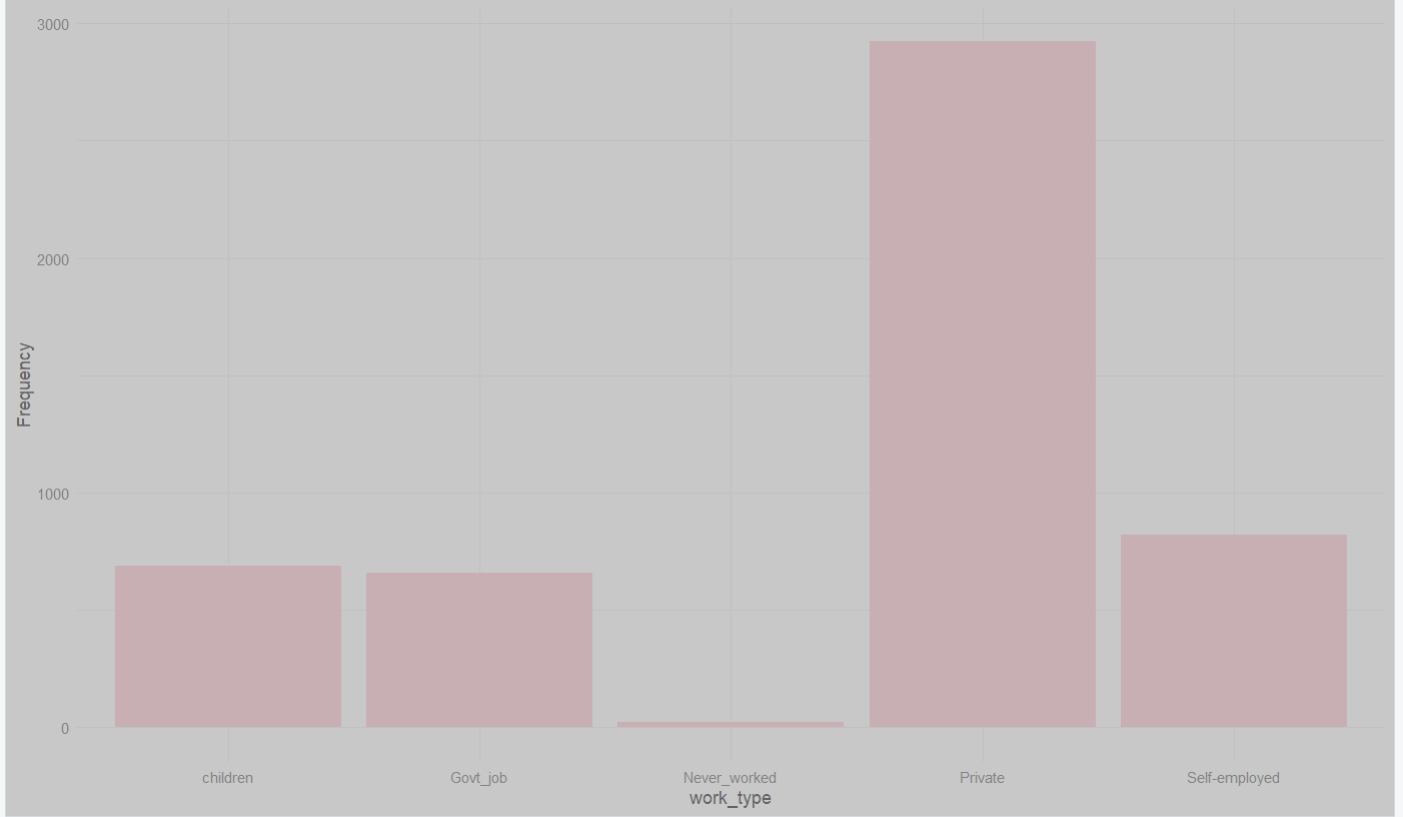 3000
2000
1000
0
Frequency
children Govt_job Never_worked Private Self-employed
work_type